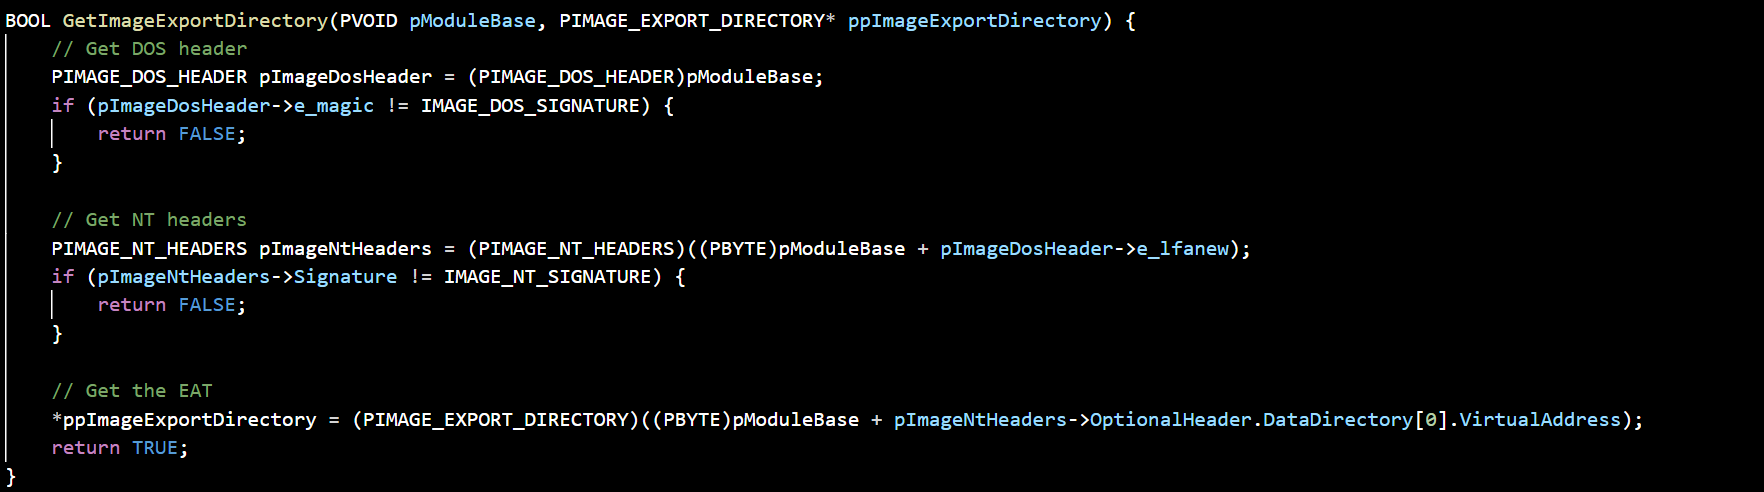 BOOL GetImageExportDirectory(PVOID pModuleBase, PIMAGE_EXPORT_DIRECTORY* ppImageExportDirectory) {
    // Get DOS header
    PIMAGE_DOS_HEADER pImageDosHeader = (PIMAGE_DOS_HEADER)pModuleBase;
    if (pImageDosHeader->e_magic != IMAGE_DOS_SIGNATURE) {
        return FALSE;
    }

    // Get NT headers
    PIMAGE_NT_HEADERS pImageNtHeaders = (PIMAGE_NT_HEADERS)((PBYTE)pModuleBase + pImageDosHeader->e_lfanew);
    if (pImageNtHeaders->Signature != IMAGE_NT_SIGNATURE) {
        return FALSE;
    }

    // Get the EAT
    *ppImageExportDirectory = (PIMAGE_EXPORT_DIRECTORY)((PBYTE)pModuleBase + pImageNtHeaders->OptionalHeader.DataDirectory[0].VirtualAddress);
    return TRUE;
}